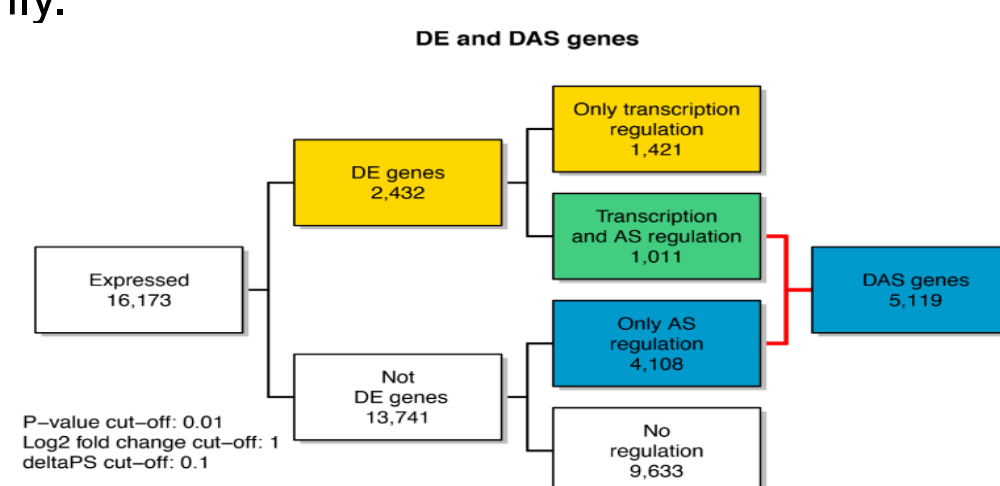 DE and DAS genes
Only transcription
regulation
1,421
DE genes
2,432
Transcription
and AS regulation
1,011
Expressed
16,173
DAS genes
5,119
Only AS
regulation
4,108
Not
DE genes
13,741
No
regulation
9,633
P−value cut−off: 0.01
Log2 fold change cut−off: 1
deltaPS cut−off: 0.1